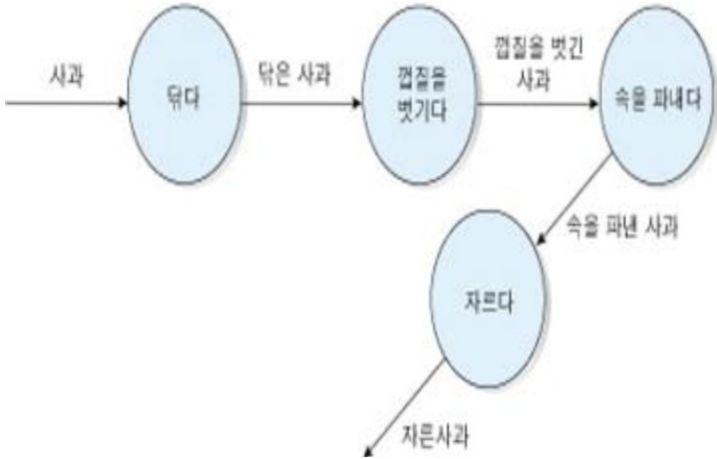 사과
닦다
닦은 사과
껍질을
벗기다
껍질을 벗긴
사과
속을 파내다
속을 파낸 사과
자르다
자른사과